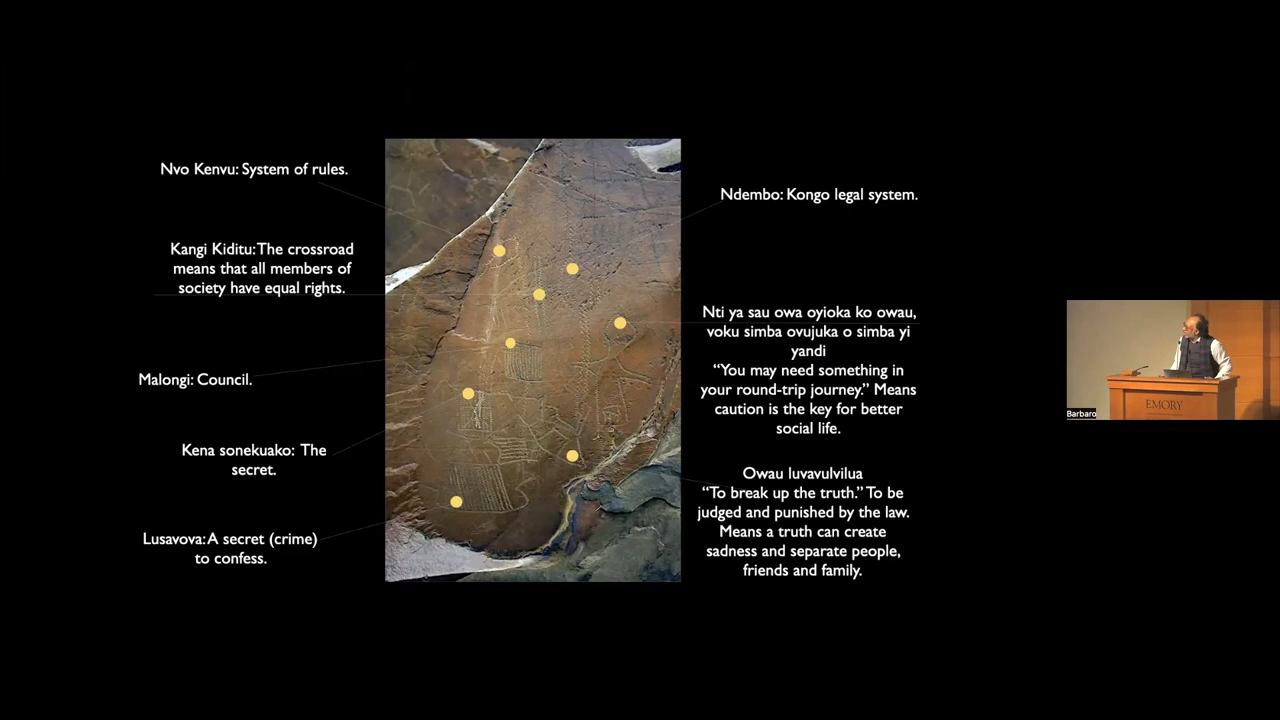 Nvo Kenvu: System of rules.
Kangi Kiditu: The crossroad
means that all members of
society have equal rights.
Malongi: Council.
Kena sonekuako: The
secret.
Lusavova: A secret (crime)
to confess.
Ndembo: Kongo legal system.
Nti ya sau owa oyioka ko owau,
voku simba ovujuka o simba yi
yandi
“You may need something in
your round-trip journey.” Means
caution is the key for better
social life.
Owau luvavulvilua
“To break up the truth.” To be
judged and punished by the law.
Means a truth can create
sadness and separate people,
friends and family.
EMORY
Barbaro